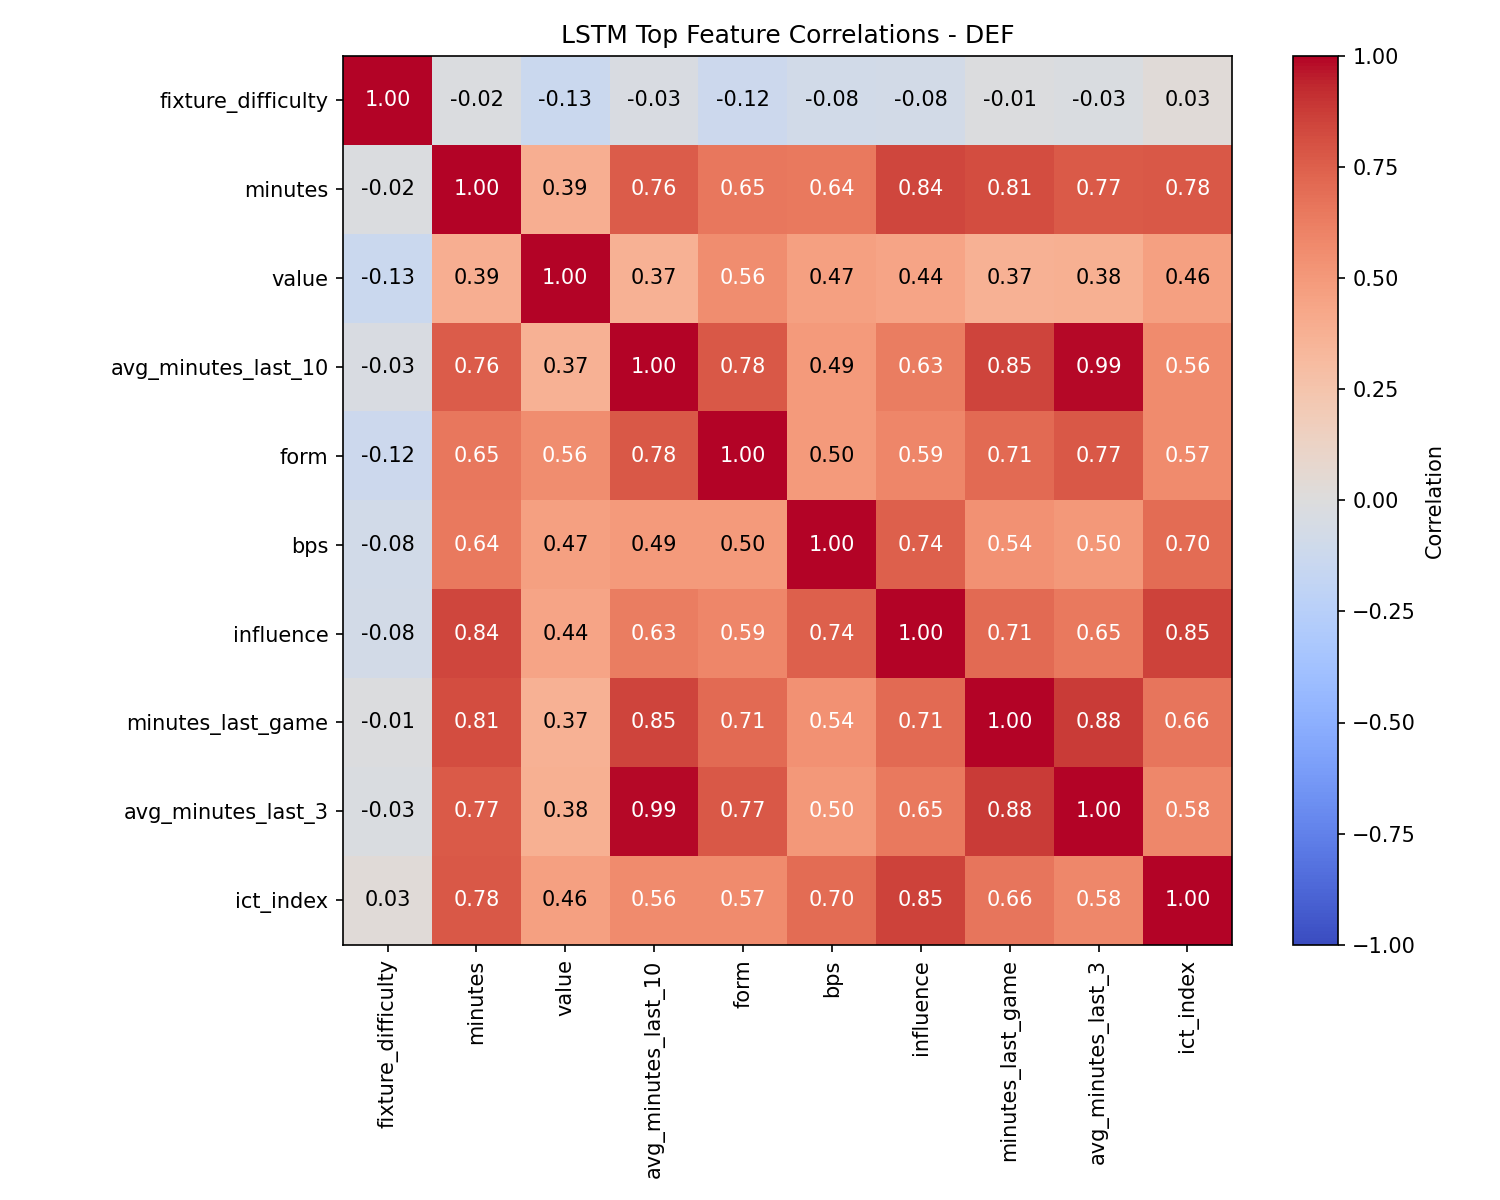 LSTM Top Feature Correlations - DEF
fixture_difficulty 1.00 -0.02 -0.13 -0.03 -0.12 -0.08 -0.08 -0.01 -0.03 0.03
minutes -0.02 1.00 0.39 0.76 0.65 0.64 0.84 0.81 0.77 0.78
value -0.13 0.39 1.00 0.37 0.56 0.47 0.44 0.37 0.38 0.46
avg_minutes_last_10 -0.03 0.76 0.37 1.00 0.78 0.49 0.63 0.85 0.99 0.56
form -0.12 0.65 0.56 0.78 1.00 0.50 0.59 0.71 0.77 0.57
bps -0.08 0.64 0.47 0.49 0.50 1.00 0.74 0.54 0.50 0.70
influence -0.08 0.84 0.44 0.63 0.59 0.74 1.00 0.71 0.65 0.85
minutes_last_game -0.01 0.81 0.37 0.85 0.71 0.54 0.71 1.00 0.88 0.66
avg_minutes_last_3 -0.03 0.77 0.38 0.99 0.77 0.50 0.65 0.88 1.00 0.58
ict_index 0.03 0.78 0.46 0.56 0.57 0.70 0.85 0.66 0.58 1.00
fixture_difficulty
minutes
value
avg_minutes_last_10
form
bps
influence
minutes_last_game
avg_minutes_last_3
ict_index
1.00
0.75
0.50
0.25
0.00
−0.25
−0.50
−0.75
−1.00
Correlation